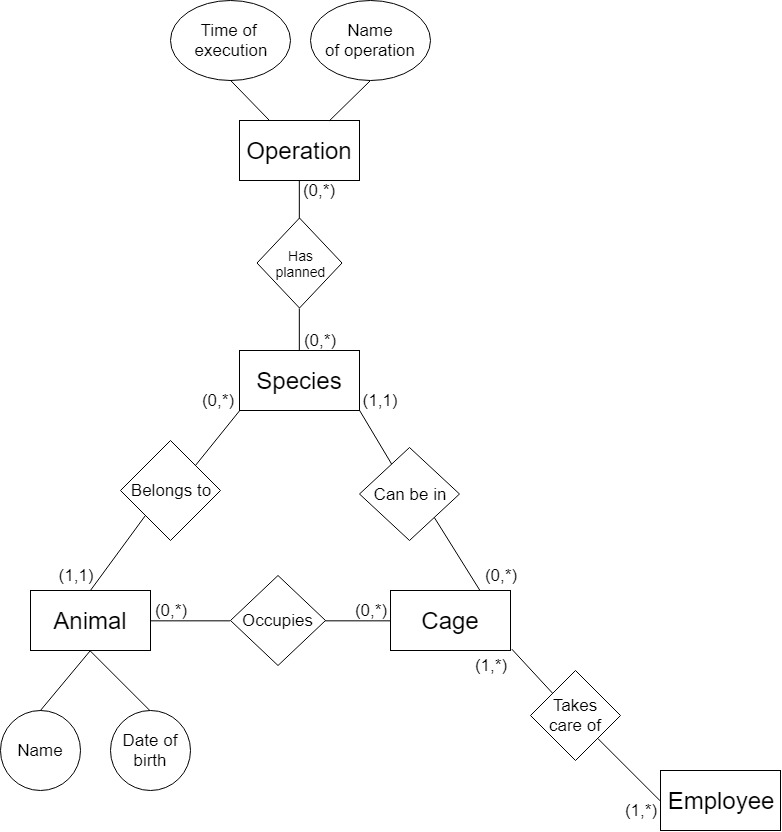 Time of
execution
Name
of operation
Operation
(0,*)
Has
planned
(0,*)
Species
(0,*)
(1,1)
Belongs to
Can be in
(1,1)
(0,*)
Animal
(0,*)
Occupies
(0,*)
Cage
(1,*)
Takes
care of
Name
Date of
birth
(1,*)
Employee